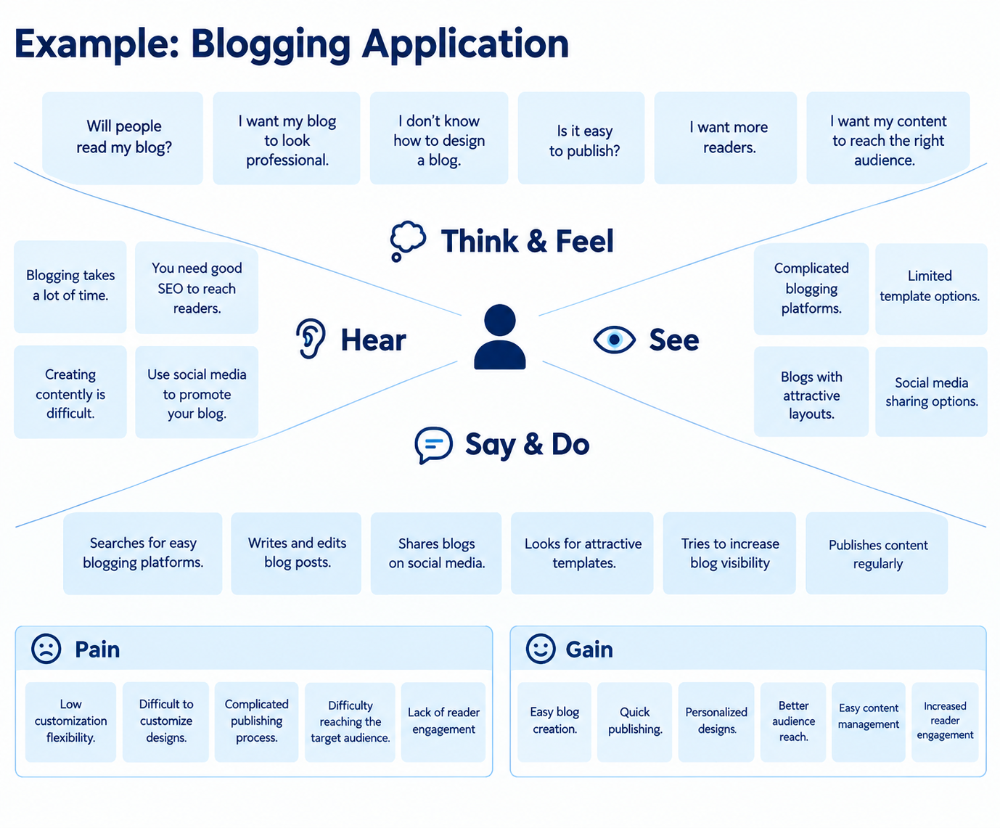 Example: Blogging Application
Will people
read my blog?
I want my blog
to look
professional.
I don't know
how to design
a blog.
Is it easy
to publish?
I want more
readers.
I want my content
to reach the right
audience.
Think & Feel
Blogging takes
a lot of time.
You need good
SEO to reach
readers.
Creating
contently is
difficult.
Use social media
to promote
your blog.
Hear
See
Complicated
blogging
platforms.
Limited
template options.
Blogs with
attractive
layouts.
Social media
sharing options.
Say & Do
Searches for easy
blogging platforms.
Writes and edits
blog posts.
Shares blogs
on social media.
Looks for attractive
templates.
Tries to increase
blog visibility
Publishes content
regularly
Pain
Low
customization
flexibility.
Difficult to
customize
designs.
Complicated
publishing
process.
Difficulty
reaching the
target audience.
Lack of reader
engagement
Gain
Easy blog
creation.
Quick
publishing.
Personalized
designs.
Better
audience
reach.
Easy content
management
Increased
reader
engagement